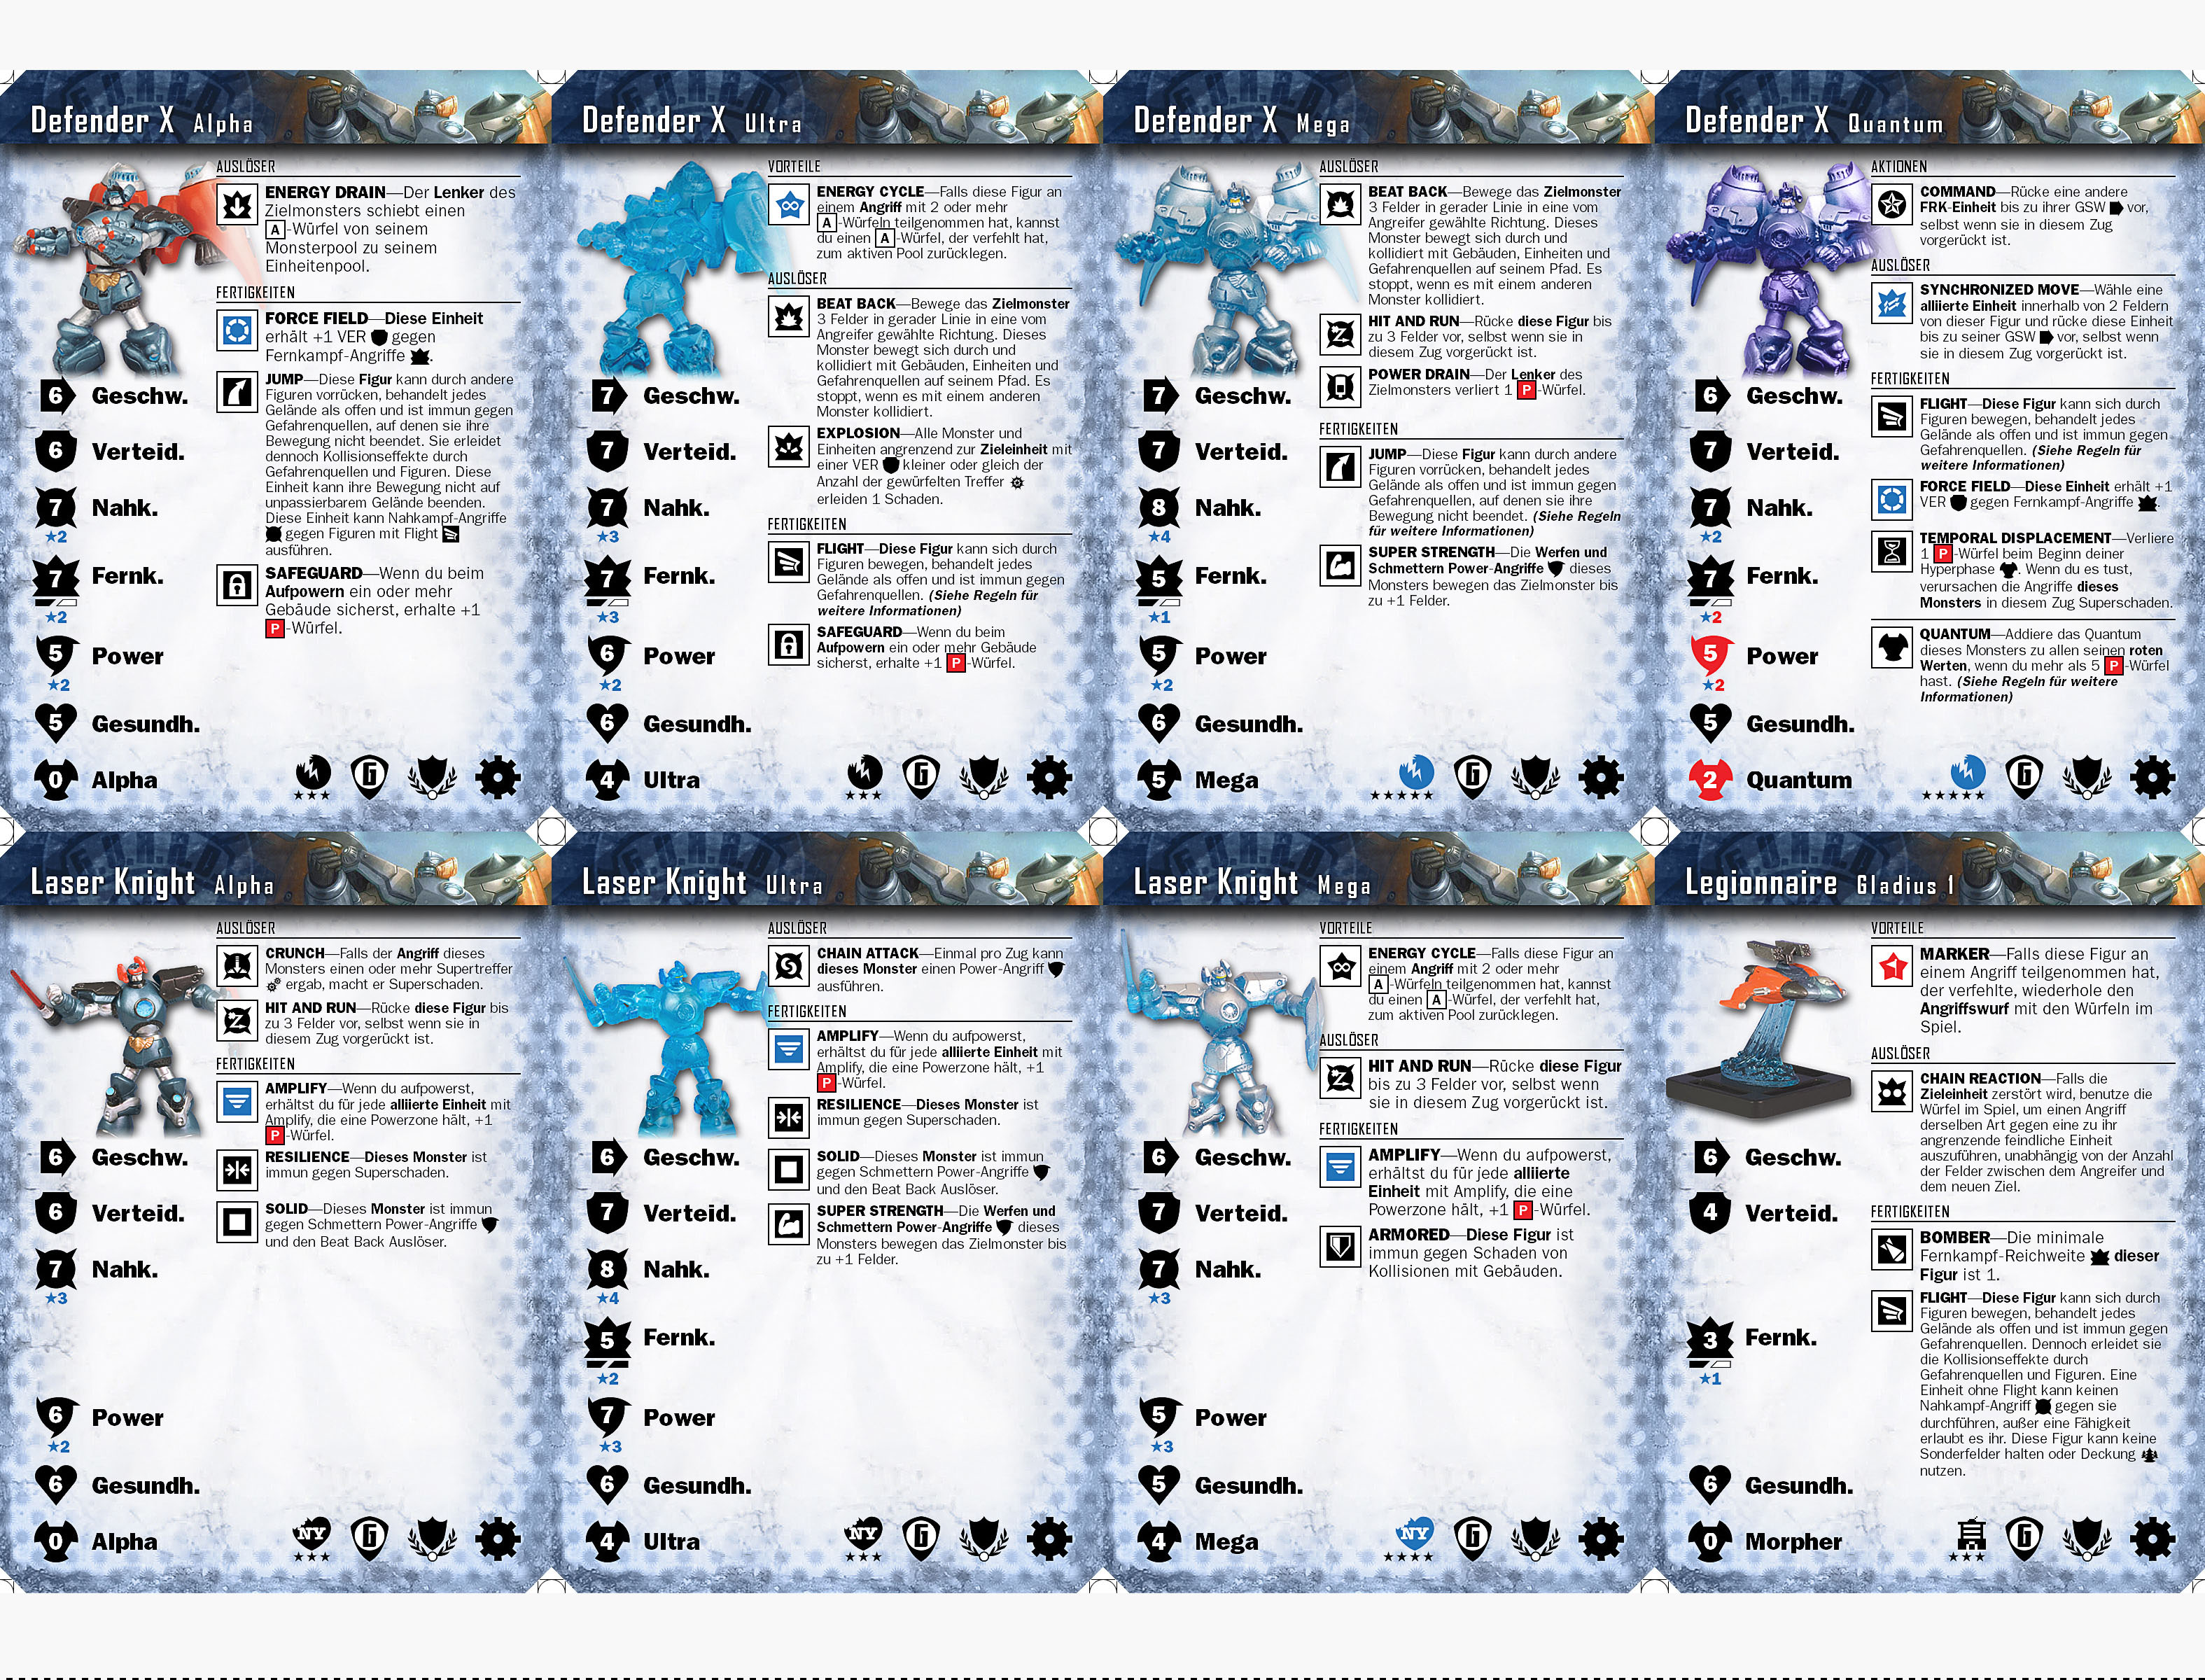 Defender X Alpha
AUSLÖSER
ENERGY DRAIN—Der Lenker des
Zielmonsters schiebt einen
A-Würfel von seinem
Monsterpool zu seinem
Einheitenpool.
FERTIGKEITEN
FORCE FIELD—Diese Einheit
erhält +1 VER gegen
Fernkampf-Angriffe.
JUMP—Diese Figur kann durch andere
Figuren vorrücken, behandelt jedes
Gelände als offen und ist immun gegen
Gefahrenquellen, auf denen sie ihre
Bewegung nicht beendet. Sie erleidet
dennoch Kollisionseffekte durch
Gefahrenquellen und Figuren. Diese
Einheit kann ihre Bewegung nicht auf
unpassierbarem Gelände beenden.
Diese Einheit kann Nahkampf-Angriffe
gegen Figuren mit Flight
ausführen.
SAFEGUARD—Wenn du beim
Aufpowern ein oder mehr
Gebäude sicherst, erhalte +1
P-Würfel.
6 Geschw.
6 Verteid.
7 Nahk.
★2
7 Fernk.
★2
5 Power
★2
5 Gesundh.
0 Alpha
★★★
G
Defender X Ultra
VORTEILE
ENERGY CYCLE—Falls diese Figur an
einem Angriff mit 2 oder mehr
A-Würfeln teilgenommen hat, kannst
du einen A-Würfel, der verfehlt hat,
zum aktiven Pool zurücklegen.
AUSLÖSER
BEAT BACK—Bewege das Zielmonster
3 Felder in gerader Linie in eine vom
Angreifer gewählte Richtung. Dieses
Monster bewegt sich durch und
kollidiert mit Gebäuden, Einheiten und
Gefahrenquellen auf seinem Pfad. Es
stoppt, wenn es mit einem anderen
Monster kollidiert.
EXPLOSION—Alle Monster und
Einheiten angrenzend zur Zieleinheit mit
einer VER kleiner oder gleich der
Anzahl der gewürfelten Treffer
erleiden 1 Schaden.
FERTIGKEITEN
FLIGHT—Diese Figur kann sich durch
Figuren bewegen, behandelt jedes
Gelände als offen und ist immun gegen
Gefahrenquellen. (Siehe Regeln für
weitere Informationen)
SAFEGUARD—Wenn du beim
Aufpowern ein oder mehr Gebäude
sicherst, erhalte +1 P-Würfel.
7 Geschw.
7 Verteid.
7 Nahk.
★3
7 Fernk.
★3
6 Power
★2
6 Gesundh.
4 Ultra
★★★
G
Defender X Mega
AUSLÖSER
BEAT BACK—Bewege das Zielmonster
3 Felder in gerader Linie in eine vom
Angreifer gewählte Richtung. Dieses
Monster bewegt sich durch und
kollidiert mit Gebäuden, Einheiten und
Gefahrenquellen auf seinem Pfad. Es
stoppt, wenn es mit einem anderen
Monster kollidiert.
HIT AND RUN—Rücke diese Figur bis
zu 3 Felder vor, selbst wenn sie in
diesem Zug vorgerückt ist.
POWER DRAIN—Der Lenker des
Zielmonsters verliert 1 P-Würfel.
FERTIGKEITEN
JUMP—Diese Figur kann durch andere
Figuren vorrücken, behandelt jedes
Gelände als offen und ist immun gegen
Gefahrenquellen, auf denen sie ihre
Bewegung nicht beendet. (Siehe Regeln
für weitere Informationen)
SUPER STRENGTH—Die Werfen und
Schmettern Power-Angriffe dieses
Monsters bewegen das Zielmonster bis
zu +1 Felder.
7 Geschw.
7 Verteid.
8 Nahk.
★4
5 Fernk.
★1
5 Power
★2
6 Gesundh.
5 Mega
★★★★★
G
Defender X Quantum
AKTIONEN
COMMAND—Rücke eine andere
FRK-Einheit bis zu ihrer GSW vor,
selbst wenn sie in diesem Zug
vorgerückt ist.
AUSLÖSER
SYNCHRONIZED MOVE—Wähle eine
alliierte Einheit innerhalb von 2 Feldern
von dieser Figur und rücke diese Einheit
bis zu seiner GSW vor, selbst wenn
sie in diesem Zug vorgerückt ist.
FERTIGKEITEN
FLIGHT—Diese Figur kann sich durch
Figuren bewegen, behandelt jedes
Gelände als offen und ist immun gegen
Gefahrenquellen. (Siehe Regeln für
weitere Informationen)
FORCE FIELD—Diese Einheit erhält +1
VER gegen Fernkampf-Angriffe.
TEMPORAL DISPLACEMENT—Verliere
1 P-Würfel beim Beginn deiner
Hyperphase. Wenn du es tust,
verursachen die Angriffe dieses
Monsters in diesem Zug Superschaden.
QUANTUM—Addiere das Quantum
dieses Monsters zu allen seinen roten
Werten, wenn du mehr als 5 P-Würfel
hast. (Siehe Regeln für weitere
Informationen)
6 Geschw.
7 Verteid.
7 Nahk.
★2
7 Fernk.
★2
5 Power
★2
5 Gesundh.
2 Quantum
★★★★★
G
Laser Knight Alpha
AUSLÖSER
CRUNCH—Falls der Angriff dieses
Monsters einen oder mehr Supertreffer
ergab, macht er Superschaden.
HIT AND RUN—Rücke diese Figur bis
zu 3 Felder vor, selbst wenn sie in
diesem Zug vorgerückt ist.
FERTIGKEITEN
AMPLIFY—Wenn du aufpowerst,
erhältst du für jede alliierte Einheit mit
Amplify, die eine Powerzone hält, +1
P-Würfel.
RESILIENCE—Dieses Monster ist
immun gegen Superschaden.
SOLID—Dieses Monster ist immun
gegen Schmettern Power-Angriffe
und den Beat Back Auslöser.
6 Geschw.
6 Verteid.
7 Nahk.
★3
6 Power
★2
6 Gesundh.
0 Alpha
NY
★★★
G
Laser Knight Ultra
AUSLÖSER
CHAIN ATTACK—Einmal pro Zug kann
dieses Monster einen Power-Angriff
ausführen.
FERTIGKEITEN
AMPLIFY—Wenn du aufpowerst,
erhältst du für jede alliierte Einheit mit
Amplify, die eine Powerzone hält, +1
P-Würfel.
RESILIENCE—Dieses Monster ist
immun gegen Superschaden.
SOLID—Dieses Monster ist immun
gegen Schmettern Power-Angriffe
und den Beat Back Auslöser.
SUPER STRENGTH—Die Werfen und
Schmettern Power-Angriffe dieses
Monsters bewegen das Zielmonster bis
zu +1 Felder.
6 Geschw.
7 Verteid.
8 Nahk.
★4
5 Fernk.
★2
7 Power
★3
6 Gesundh.
4 Ultra
NY
★★★
G
Laser Knight Mega
VORTEILE
ENERGY CYCLE—Falls diese Figur an
einem Angriff mit 2 oder mehr
A-Würfeln teilgenommen hat, kannst
du einen A-Würfel, der verfehlt hat,
zum aktiven Pool zurücklegen.
AUSLÖSER
HIT AND RUN—Rücke diese Figur
bis zu 3 Felder vor, selbst wenn
sie in diesem Zug vorgerückt ist.
FERTIGKEITEN
AMPLIFY—Wenn du aufpowerst,
erhältst du für jede alliierte
Einheit mit Amplify, die eine
Powerzone hält, +1 P-Würfel.
ARMORED—Diese Figur ist
immun gegen Schaden von
Kollisionen mit Gebäuden.
6 Geschw.
7 Verteid.
7 Nahk.
★3
5 Power
★3
5 Gesundh.
4 Mega
NY
★★★★
G
Legionnaire Gladius 1
VORTEILE
MARKER—Falls diese Figur an
einem Angriff teilgenommen hat,
der verfehlte, wiederhole den
Angriffswurf mit den Würfeln im
Spiel.
AUSLÖSER
CHAIN REACTION—Falls die
Zieleinheit zerstört wird, benutze die
Würfel im Spiel, um einen Angriff
derselben Art gegen eine zu ihr
angrenzende feindliche Einheit
auszuführen, unabhängig von der Anzahl
der Felder zwischen dem Angreifer und
dem neuen Ziel.
FERTIGKEITEN
BOMBER—Die minimale
Fernkampf-Reichweite dieser
Figur ist 1.
FLIGHT—Diese Figur kann sich durch
Figuren bewegen, behandelt jedes
Gelände als offen und ist immun gegen
Gefahrenquellen. Dennoch erleidet sie
die Kollisionseffekte durch
Gefahrenquellen und Figuren. Eine
Einheit ohne Flight kann keinen
Nahkampf-Angriff gegen sie
durchführen, außer eine Fähigkeit
erlaubt es ihr. Diese Figur kann keine
Sonderfelder halten oder Deckung
nutzen.
6 Geschw.
4 Verteid.
3 Fernk.
★1
6 Gesundh.
0 Morpher
★★★
G